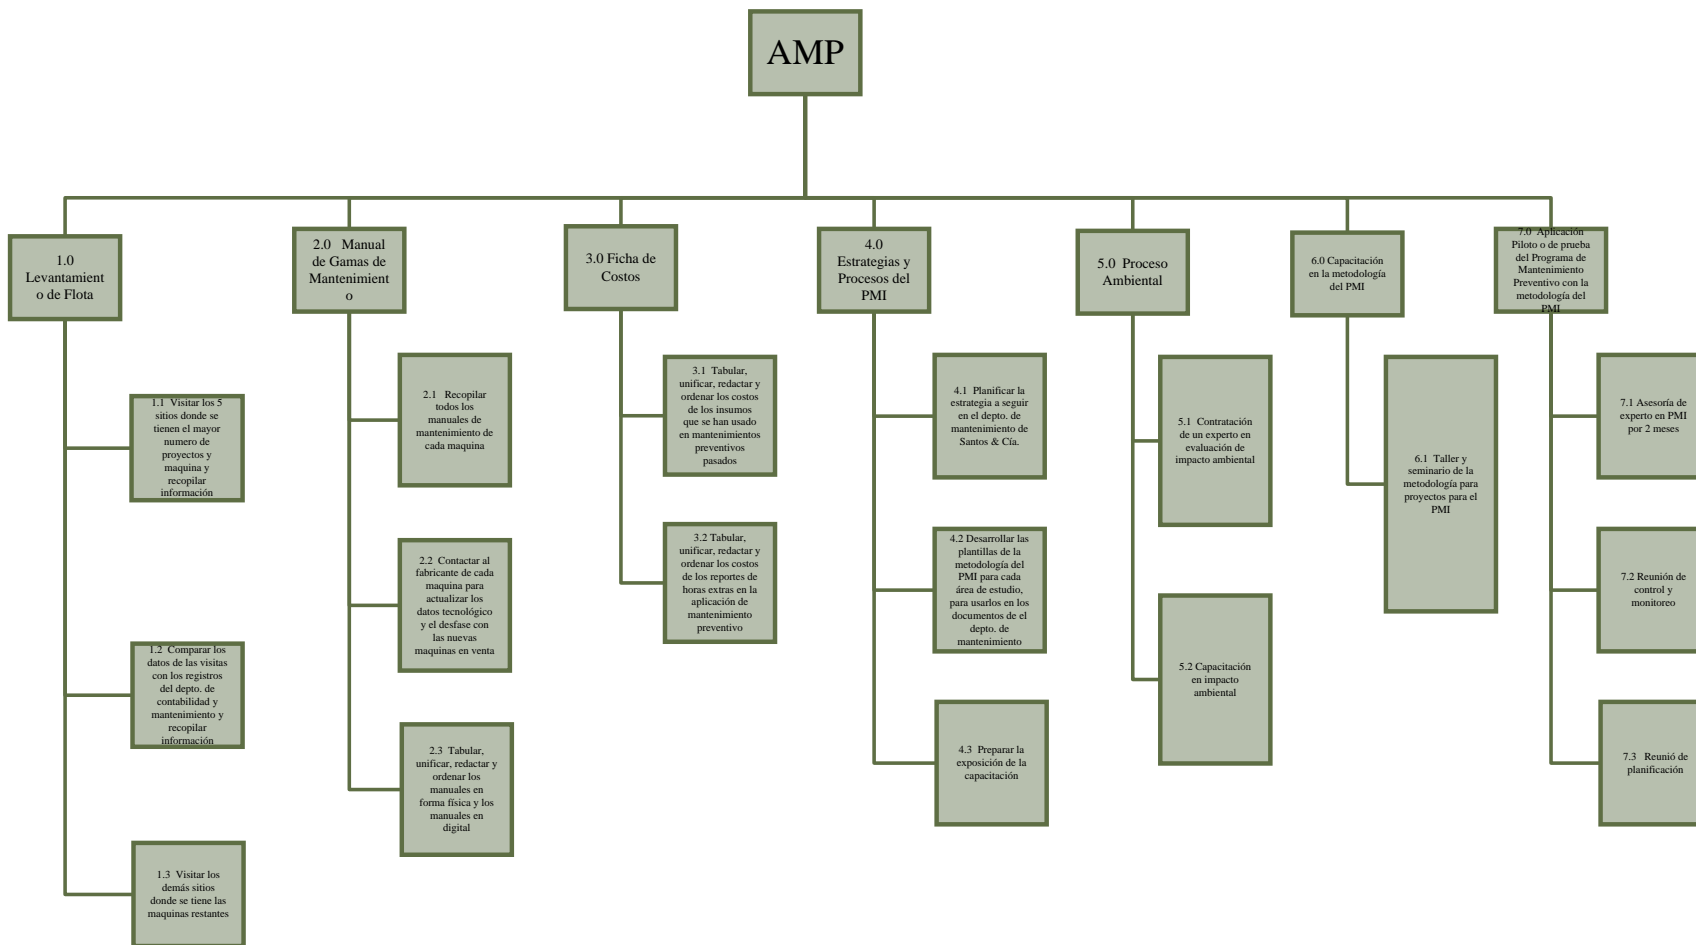 AMP
1.0
Levantamient
o de Flota
2.0 Manual
de Gamas de
Mantenimient
o
3.0 Ficha de
Costos
4.0
Estrategias y
Procesos del
PMI
5.0 Proceso
Ambiental
6.0 Capacitación
en la metodología
del PMI
7.0 Aplicación
Piloto o de prueba
del Programa de
Mantenimiento
Preventivo con la
metodología del
PMI
1.1 Visitar los 5
sitios donde se
tienen el mayor
numero de
proyectos y
maquina y
recopilar
información
1.2 Comparar los
datos de las visitas
con los registros
del depto. de
contabilidad y
mantenimiento y
recopilar
información
1.3 Visitar los
demás sitios
donde se tiene las
maquinas restantes
2.1 Recopilar
todos los
manuales de
mantenimiento de
cada maquina
2.2 Contactar al
fabricante de cada
maquina para
actualizar los
datos tecnológico
y el desfase con
las nuevas
maquinas en venta
2.3 Tabular,
unificar, redactar y
ordenar los
manuales en
forma física y los
manuales en
digital
3.1 Tabular,
unificar, redactar y
ordenar los costos
de los insumos
que se han usado
en mantenimientos
preventivos
pasados
3.2 Tabular,
unificar, redactar y
ordenar los costos
de los reportes de
horas extras en la
aplicación de
mantenimiento
preventivo
4.1 Planificar la
estrategia a seguir
en el depto. de
mantenimiento de
Santos & Cía.
4.2 Desarrollar las
plantillas de la
metodología del
PMI para cada
área de estudio,
para usarlos en los
documentos de el
depto. de
mantenimiento
4.3 Preparar la
exposición de la
capacitación
5.1 Contratación
de un experto en
evaluación de
impacto ambiental
5.2 Capacitación
en impacto
ambiental
6.1 Taller y
seminario de la
metodología para
proyectos para el
PMI
7.1 Asesoría de
experto en PMI
por 2 meses
7.2 Reunión de
control y
monitoreo
7.3 Reunió de
planificación